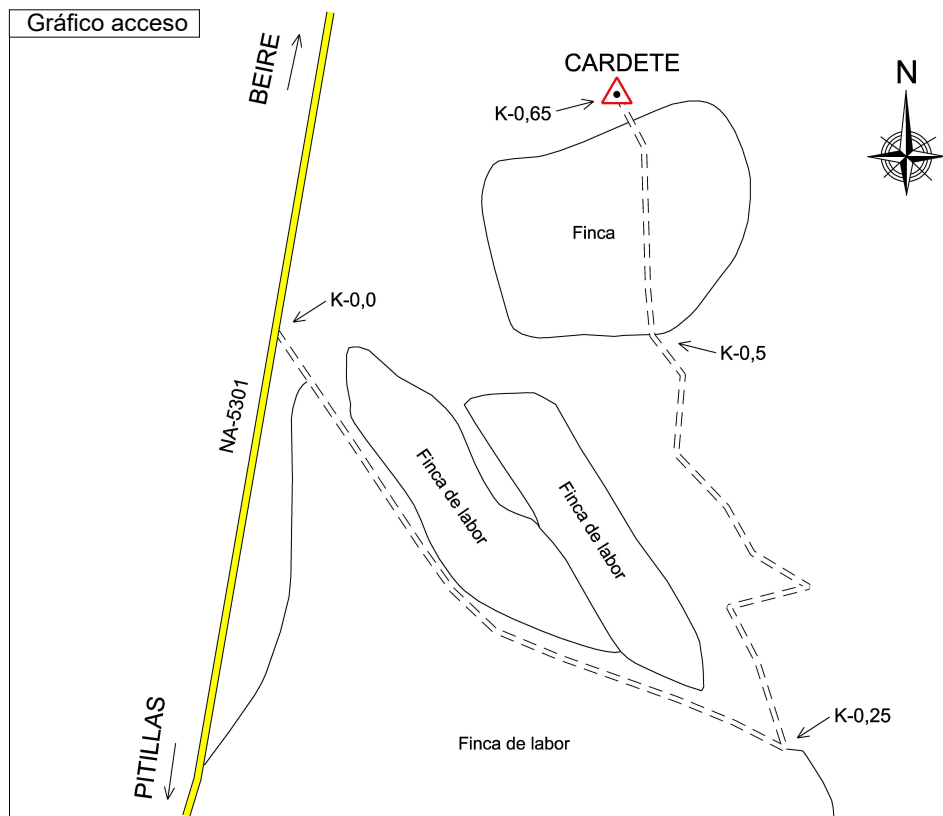 Gráfico acceso
BEIRE
CARDETE
K-0,65
N
Finca
K-0,0
K-0,5
NA-5301
Finca de labor
Finca de labor
K-0,25
Finca de labor
PITILLAS